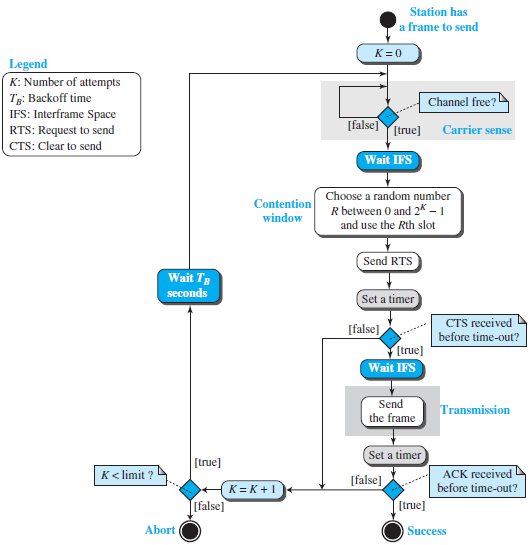 Station has
a frame to send
K = 0
Legend
K: Number of attempts
T_B: Backoff time
IFS: Interframe Space
RTS: Request to send
CTS: Clear to send
Channel free?
[false]
[true]
Carrier sense
Wait IFS
Contention
window
Choose a random number
R between 0 and 2^K – 1
and use the Rth slot
Send RTS
Wait T_B
seconds
Set a timer
[false]
CTS received
before time-out?
[true]
Wait IFS
Send
the frame
Transmission
Set a timer
[true]
K < limit ?
K = K + 1
[false]
ACK received
before time-out?
[false]
[true]
Abort
Success